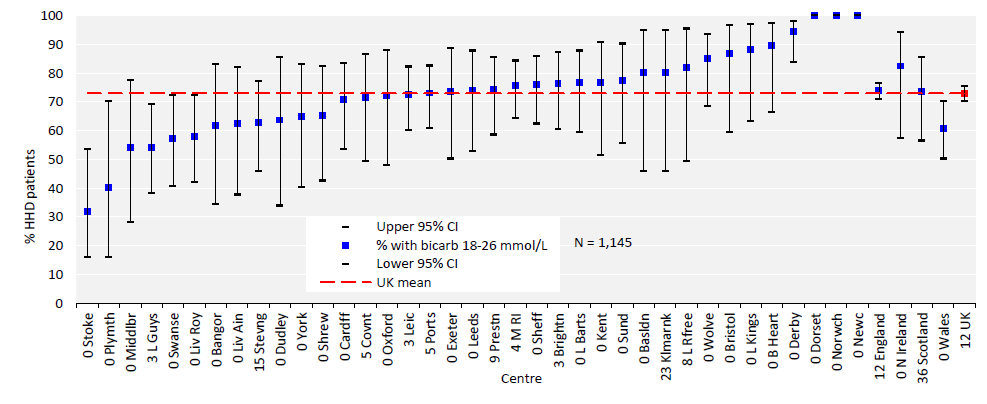 100
90
80
70
60
50
40
30
20
10
0
% HHD patients
Upper 95% CI
% with bicarb 18-26 mmol/L
Lower 95% CI
UK mean
N = 1,145
0 Stoke
0 Plymth
0 Middlbr
3 L Guys
0 Swanse
0 Liv Roy
0 Bangor
0 Liv Ain
15 Stevng
0 Dudley
0 York
0 Shrew
0 Cardff
5 Covnt
0 Oxford
3 Leic
5 Ports
0 Exeter
0 Leeds
9 Prestn
4 M RI
0 Sheff
3 Brightn
0 L Barts
0 Kent
0 Sund
0 Basldn
23 Klmarnk
8 L Rfree
0 Wolve
0 Bristol
0 L Kings
0 B Heart
0 Derby
0 Dorset
0 Norwch
0 Newc
12 England
0 N Ireland
36 Scotland
0 Wales
12 UK
Centre